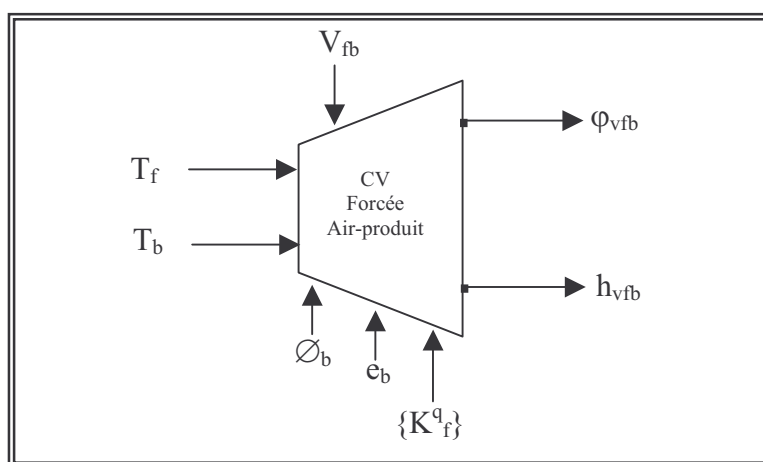 V_fb
φ_vfb
T_f
CV
Forcée
Air-produit
T_b
h_vfb
∅_b
e_b
{K^q_f}